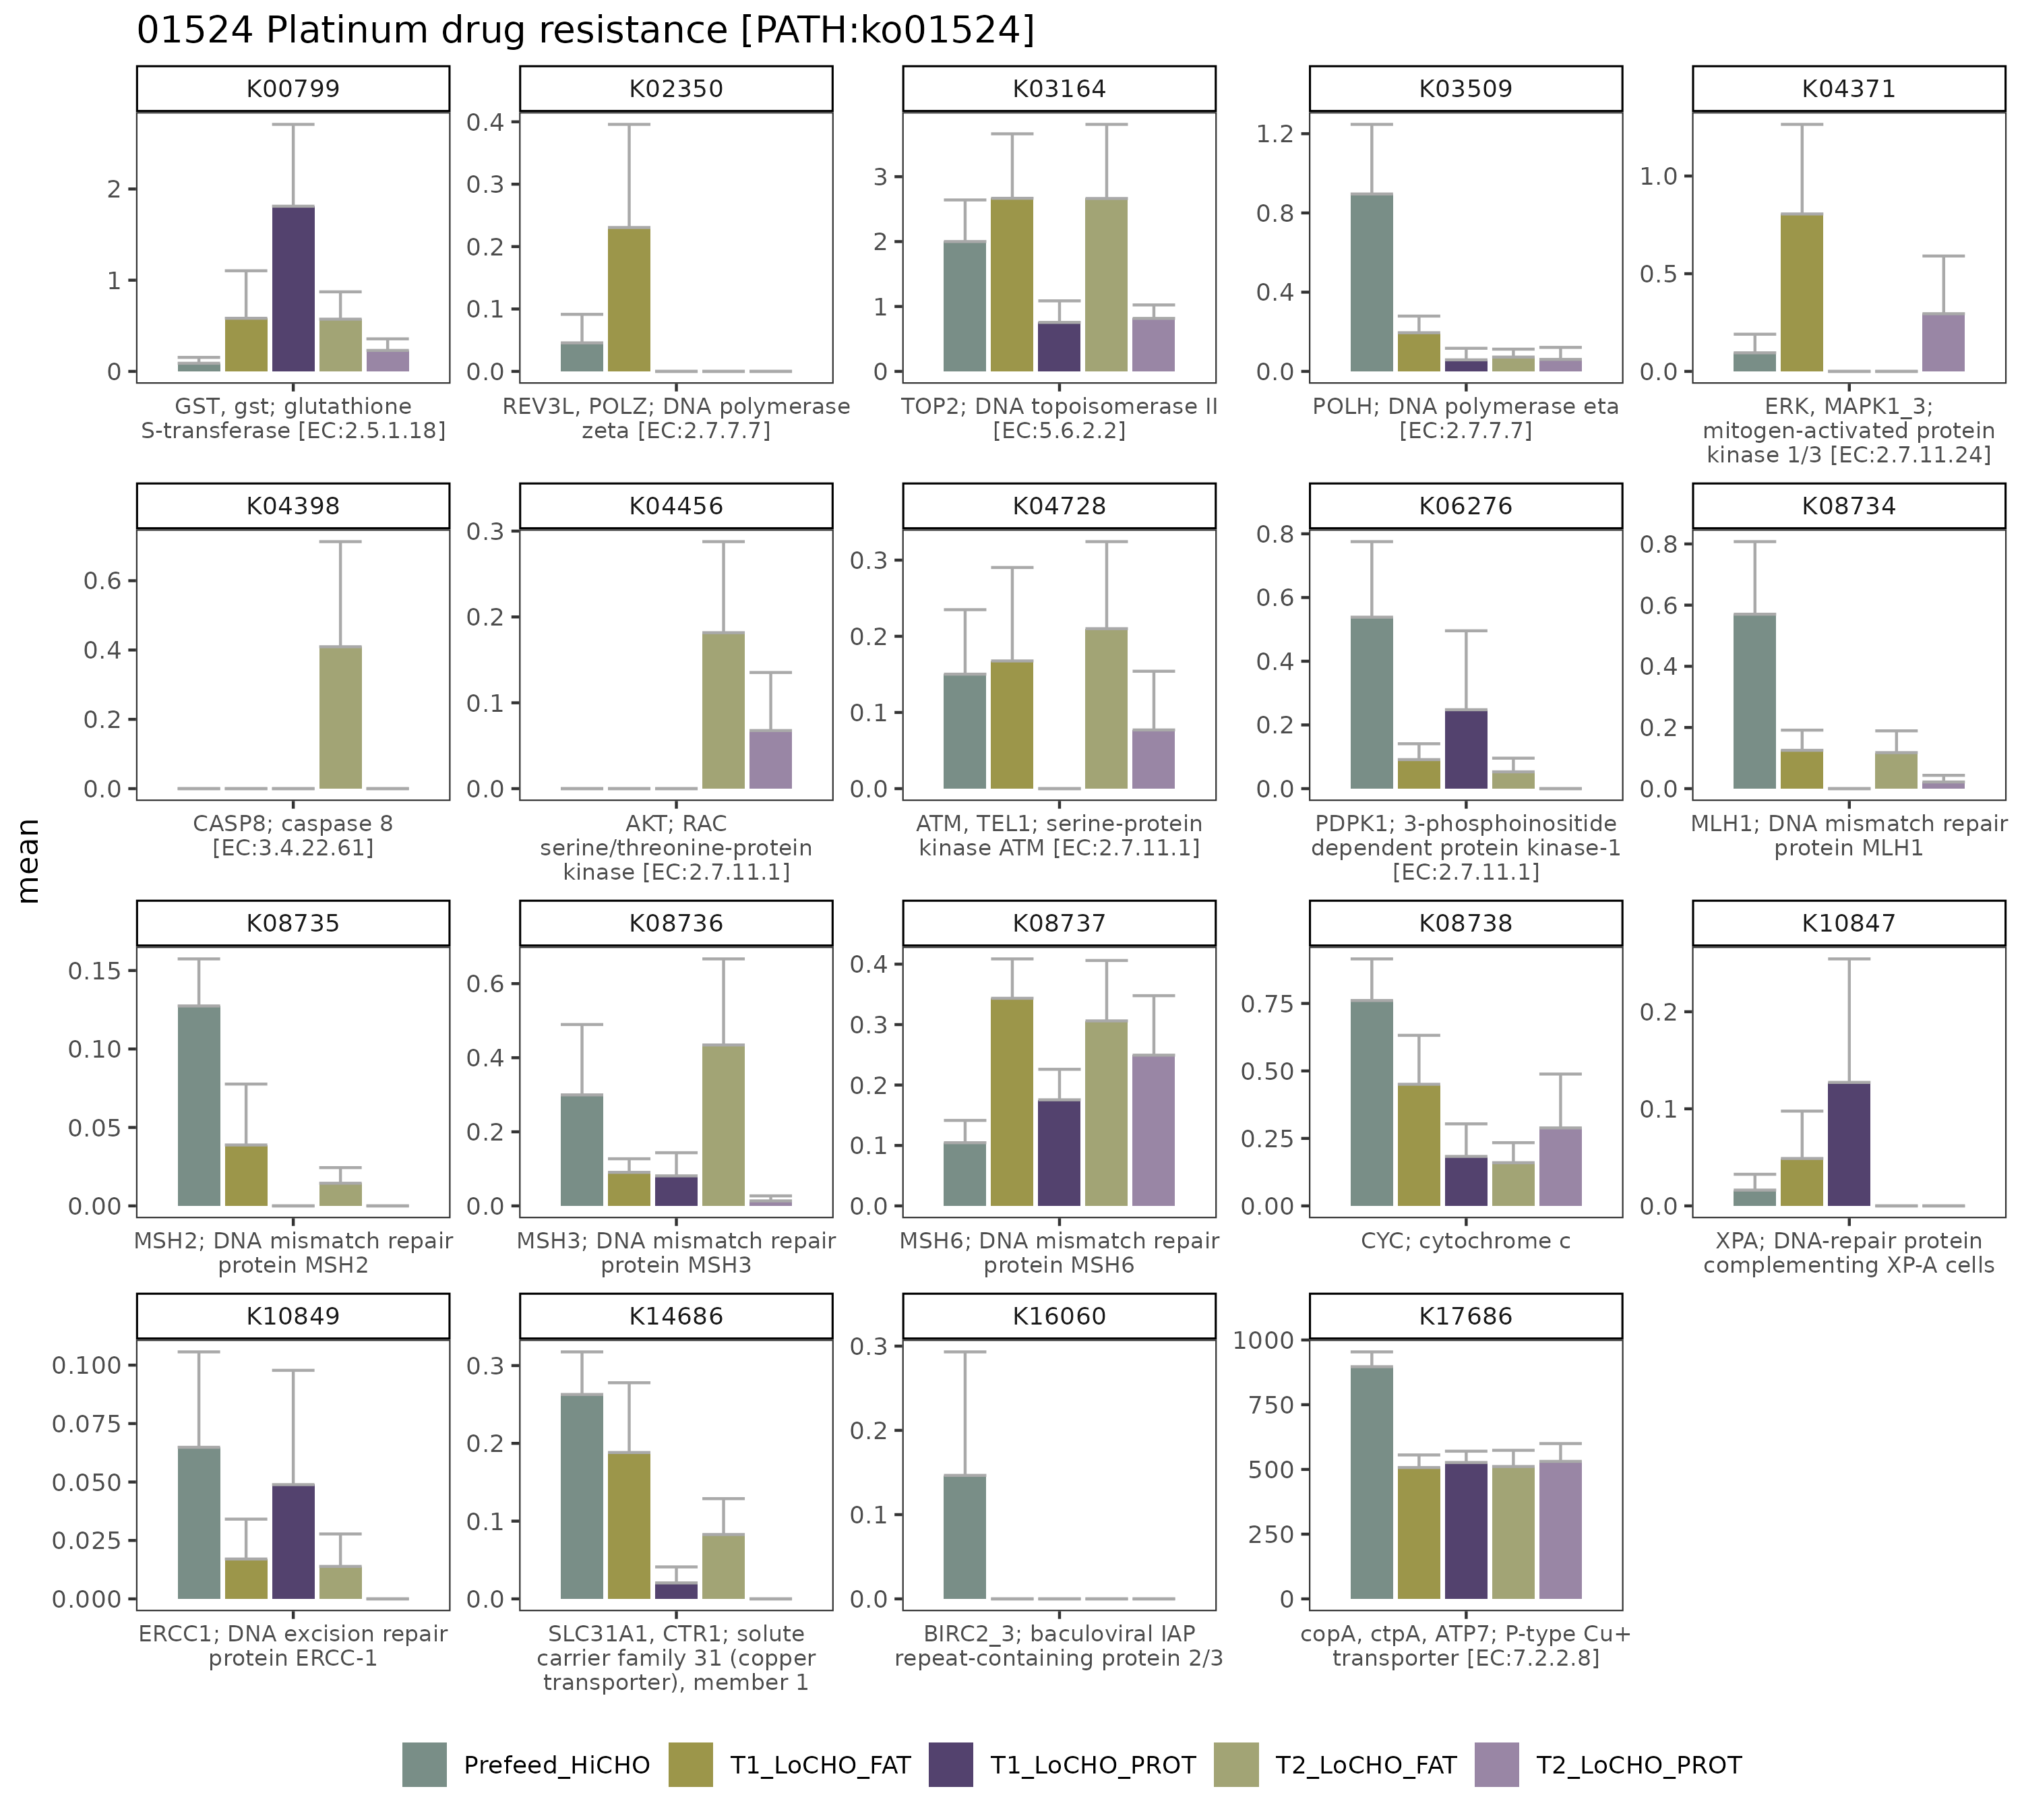 01524 Platinum drug resistance [PATH:ko01524]
K00799
K02350
K03164
K03509
K04371
2
1
0
0.4
0.3
0.2
0.1
0.0
3
2
1
0
1.2
0.8
0.4
0.0
1.0
0.5
0.0
GST, gst; glutathione
S-transferase [EC:2.5.1.18]
REV3L, POLZ; DNA polymerase
zeta [EC:2.7.7.7]
TOP2; DNA topoisomerase II
[EC:5.6.2.2]
POLH; DNA polymerase eta
[EC:2.7.7.7]
ERK, MAPK1_3;
mitogen-activated protein
kinase 1/3 [EC:2.7.11.24]
K04398
K04456
K04728
K06276
K08734
0.6
0.4
0.2
0.0
0.3
0.2
0.1
0.0
0.3
0.2
0.1
0.0
0.8
0.6
0.4
0.2
0.0
0.8
0.6
0.4
0.2
0.0
CASP8; caspase 8
[EC:3.4.22.61]
AKT; RAC
serine/threonine-protein
kinase [EC:2.7.11.1]
ATM, TEL1; serine-protein
kinase ATM [EC:2.7.11.1]
PDPK1; 3-phosphoinositide
dependent protein kinase-1
[EC:2.7.11.1]
MLH1; DNA mismatch repair
protein MLH1
mean
K08735
K08736
K08737
K08738
K10847
0.15
0.10
0.05
0.00
0.6
0.4
0.2
0.0
0.4
0.3
0.2
0.1
0.0
0.75
0.50
0.25
0.00
0.2
0.1
0.0
MSH2; DNA mismatch repair
protein MSH2
MSH3; DNA mismatch repair
protein MSH3
MSH6; DNA mismatch repair
protein MSH6
CYC; cytochrome c
XPA; DNA-repair protein
complementing XP-A cells
K10849
K14686
K16060
K17686
0.100
0.075
0.050
0.025
0.000
0.3
0.2
0.1
0.0
0.3
0.2
0.1
0.0
1000
750
500
250
0
ERCC1; DNA excision repair
protein ERCC-1
SLC31A1, CTR1; solute
carrier family 31 (copper
transporter), member 1
BIRC2_3; baculoviral IAP
repeat-containing protein 2/3
copA, ctpA, ATP7; P-type Cu+
transporter [EC:7.2.2.8]
Prefeed_HiCHO
T1_LoCHO_FAT
T1_LoCHO_PROT
T2_LoCHO_FAT
T2_LoCHO_PROT